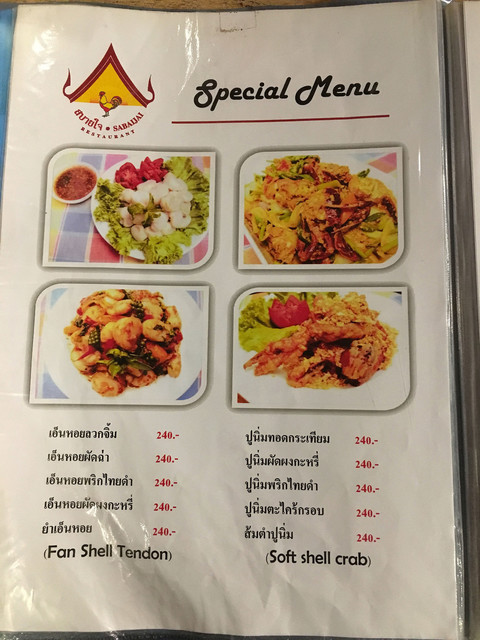 สบายใจ • SABAIJAI
RESTAURANT
Special Menu
เอ็นหอยลวกจิ้ม 240.-
เอ็นหอยผัดฉ่า 240.-
เอ็นหอยพริกไทยดำ 240.-
เอ็นหอยผัดผงกะหรี่ 240.-
ยำเอ็นหอย 240.-
(Fan Shell Tendon)
ปูนิ่มทอดกระเทียม 240.-
ปูนิ่มผัดผงกะหรี่ 240.-
ปูนิ่มพริกไทยดำ 240.-
ปูนิ่มตะไคร้กรอบ 240.-
ส้มตำปูนิ่ม 240.-
(Soft shell crab)